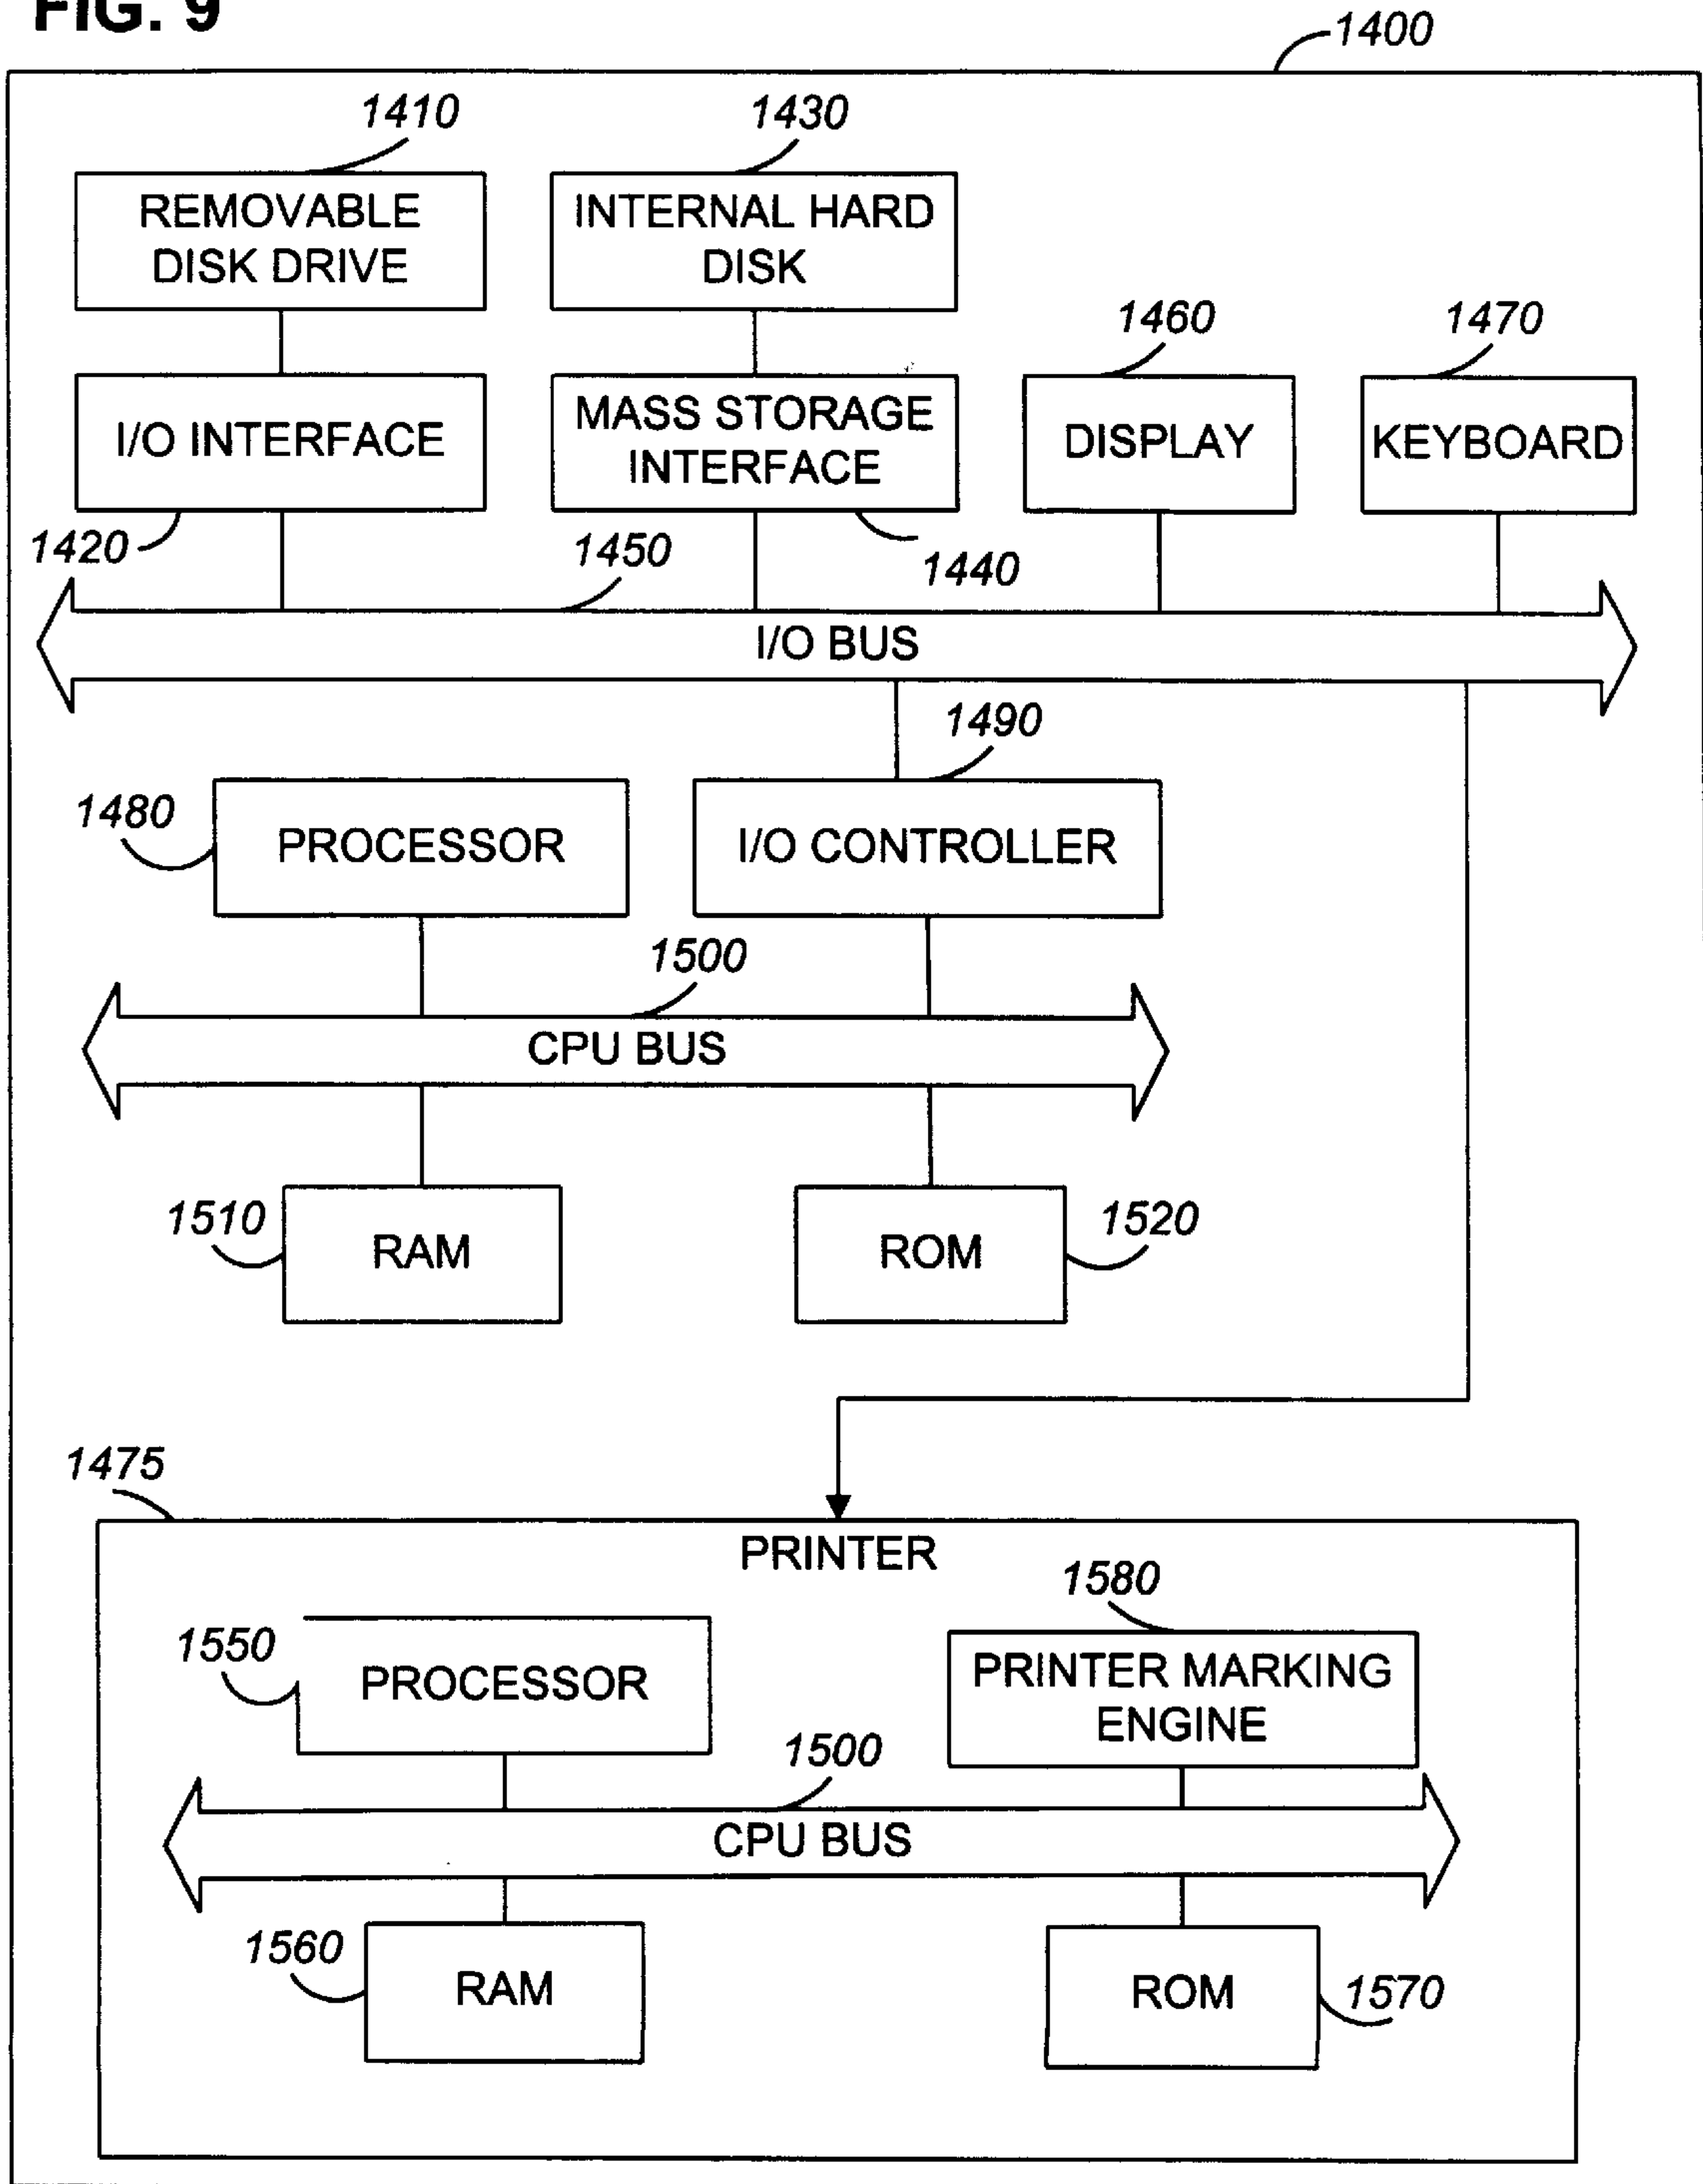 FIG. 9
1400
1410
1430
REMOVABLE
DISK DRIVE
INTERNAL HARD
DISK
1460
1470
I/O INTERFACE
MASS STORAGE
INTERFACE
DISPLAY
KEYBOARD
1420
1450
1440
I/O BUS
1490
1480
PROCESSOR
I/O CONTROLLER
1500
CPU BUS
1510
RAM
ROM
1520
1475
PRINTER
1580
1550
PROCESSOR
PRINTER MARKING
ENGINE
1500
CPU BUS
1560
RAM
ROM
1570